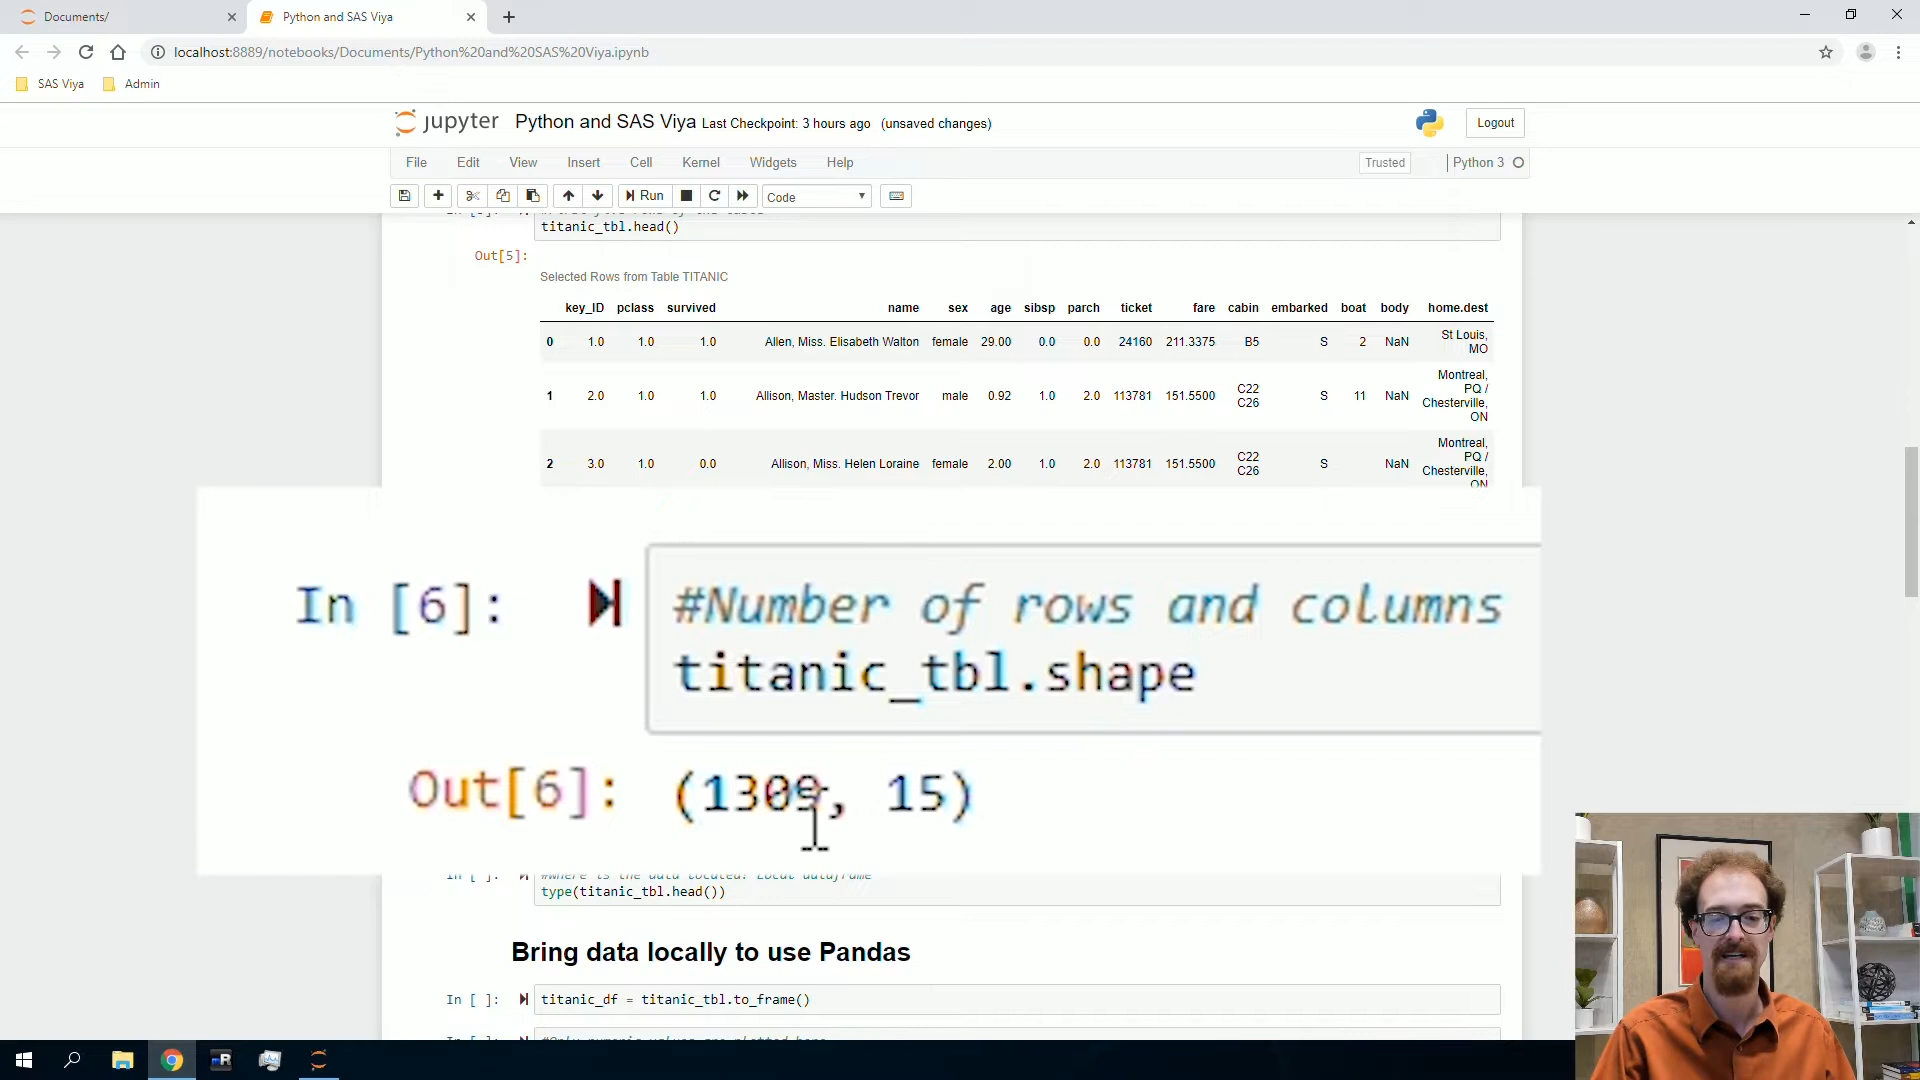 Documents/
Python and SAS Viya
localhost:8889/notebooks/Documents/Python%20and%20SAS%20Viya.ipynb
SAS Viya
Admin
jupyter Python and SAS Viya Last Checkpoint: 3 hours ago (unsaved changes)
Logout
File Edit View Insert Cell Kernel Widgets Help
Trusted
Python 3
Run
Code
titanic_tbl.head()
Out[5]:
Selected Rows from Table TITANIC
key_ID pclass survived name sex age sibsp parch ticket fare cabin embarked boat body home.dest
0 1.0 1.0 1.0 Allen, Miss. Elisabeth Walton female 29.00 0.0 0.0 24160 211.3375 B5 S 2 NaN St Louis,
MO
1 2.0 1.0 1.0 Allison, Master. Hudson Trevor male 0.92 1.0 2.0 113781 151.5500 C22
C26 S 11 NaN Montreal,
PQ /
Chesterville,
ON
2 3.0 1.0 0.0 Allison, Miss. Helen Loraine female 2.00 1.0 2.0 113781 151.5500 C22
C26 S NaN Montreal,
PQ /
Chesterville,
ON
In [6]:
#Number of rows and columns
titanic_tbl.shape
Out[6]: (1309, 15)
type(titanic_tbl.head())
Bring data locally to use Pandas
In [ ]:
titanic_df = titanic_tbl.to_frame()